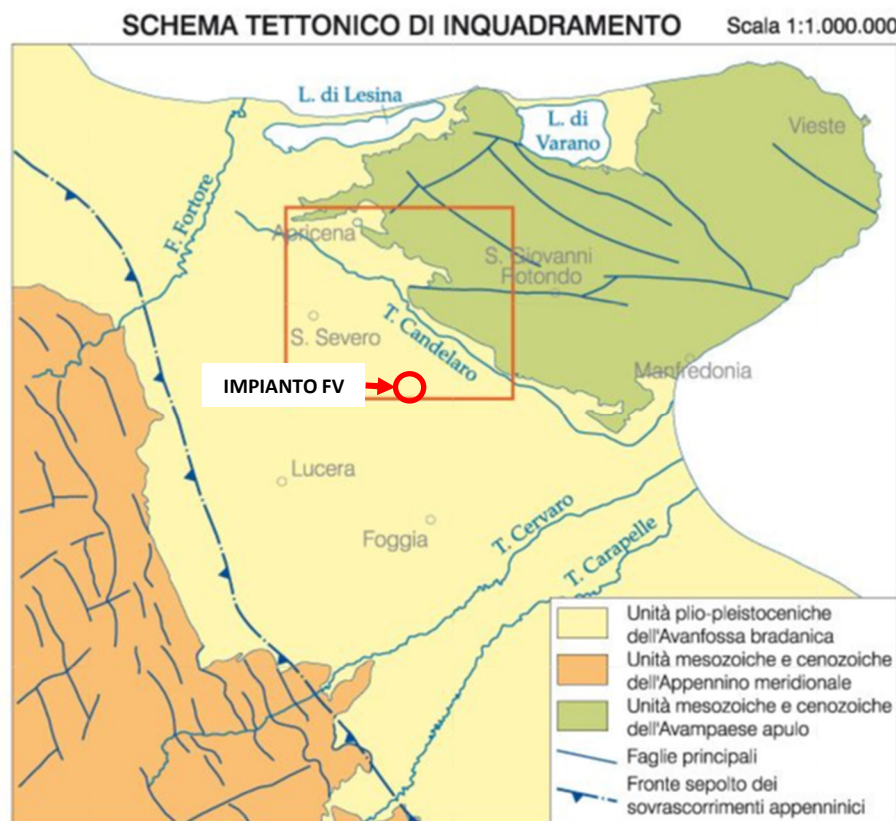 SCHEMA TETTONICO DI INQUADRAMENTO Scala 1:1.000.000
L. di Lesina
L. di
Varano
Vieste
F. Fortore
Apricena
S. Giovanni
Rotondo
S. Severo
T. Candelaro
Manfredonia
IMPIANTO FV
Lucera
Foggia
T. Cervaro
T. Carapelle
Unità plio-pleistoceniche
dell'Avanfossa bradanica
Unità mesozoiche e cenozoiche
dell'Appennino meridionale
Unità mesozoiche e cenozoiche
dell'Avampaese apulo
Faglie principali
Fronte sepolto dei
sovrascorrimenti appenninici